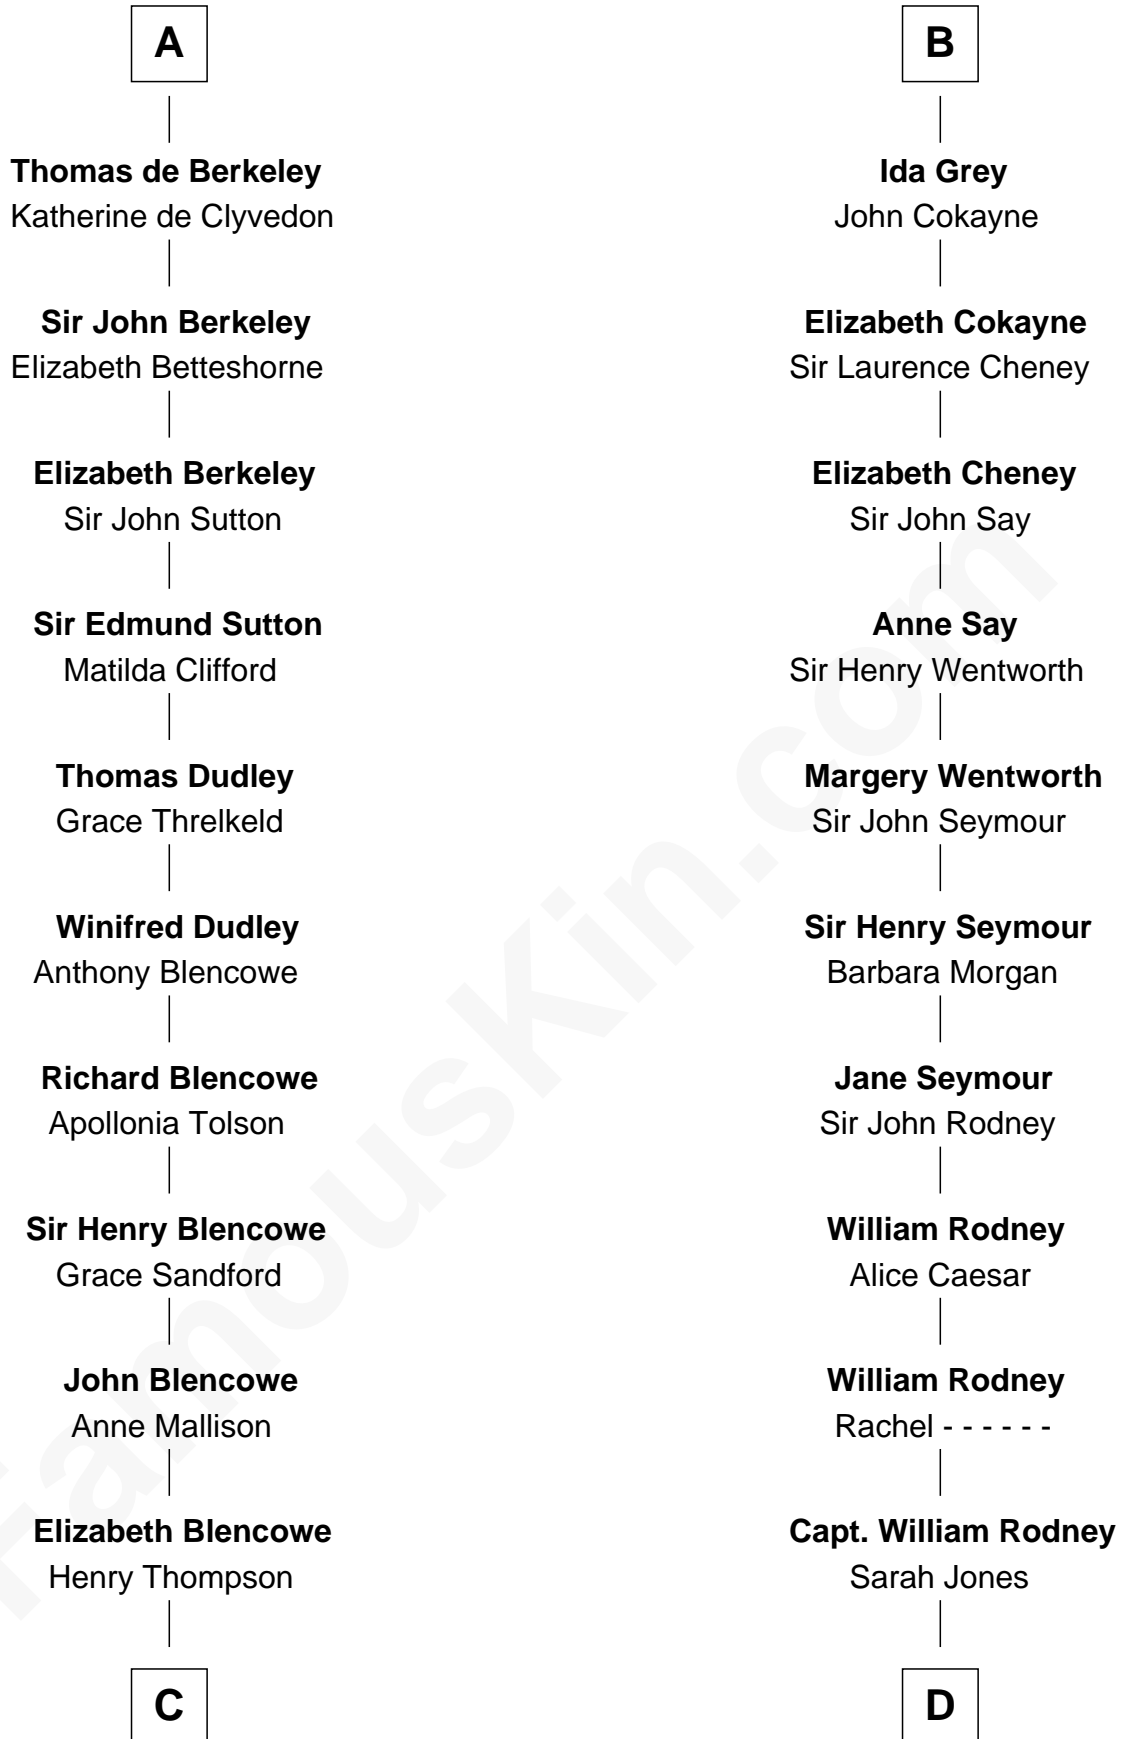 A
Thomas de Berkeley
Katherine de Clyvedon
Sir John Berkeley
Elizabeth Betteshorne
Elizabeth Berkeley
Sir John Sutton
Sir Edmund Sutton
Matilda Clifford
Thomas Dudley
Grace Threlkeld
Winifred Dudley
Anthony Blencowe
Richard Blencowe
Apollonia Tolson
Sir Henry Blencowe
Grace Sandford
John Blencowe
Anne Mallison
Elizabeth Blencowe
Henry Thompson
C
B
Ida Grey
John Cokayne
Elizabeth Cokayne
Sir Laurence Cheney
Elizabeth Cheney
Sir John Say
Anne Say
Sir Henry Wentworth
Margery Wentworth
Sir John Seymour
Sir Henry Seymour
Barbara Morgan
Jane Seymour
Sir John Rodney
William Rodney
Alice Caesar
William Rodney
Rachel - - - - - -
Capt. William Rodney
Sarah Jones
D
FamousKin.com